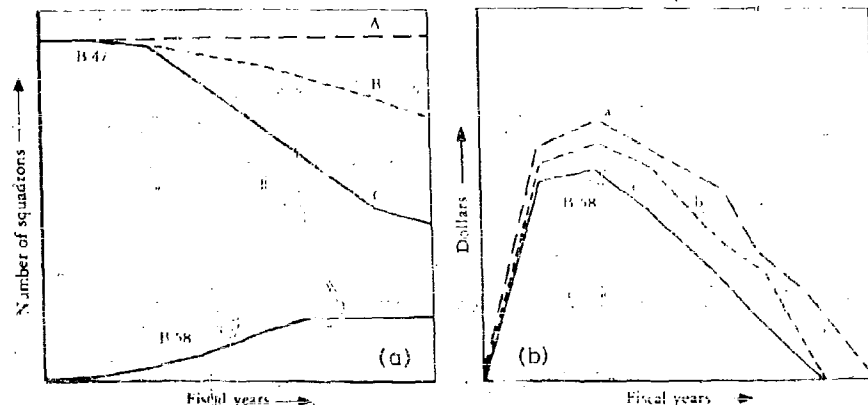 A
B-47
B
C
B-58
Number of squadrons
Fiscal years
(a)
a
b
c
B-58
Dollars
Fiscal years
(b)